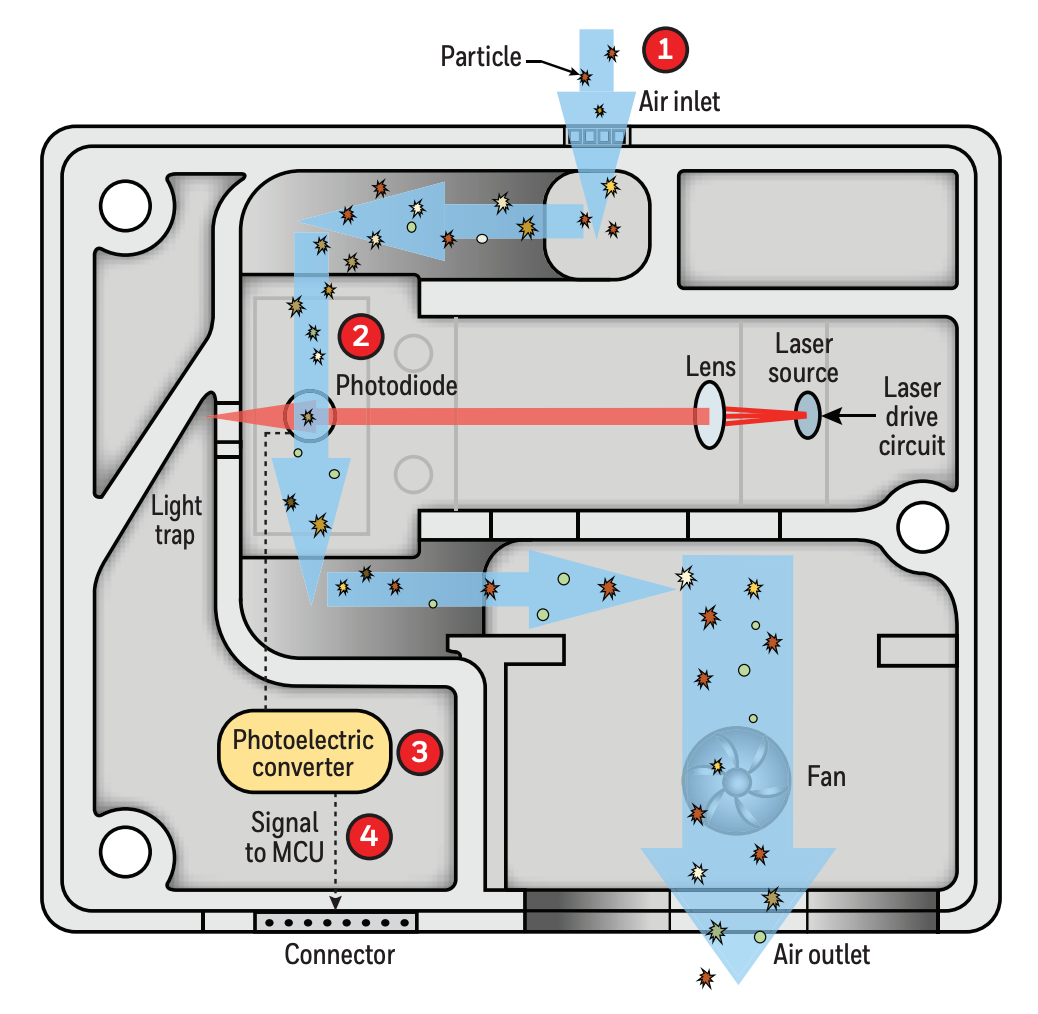 1
Particle
Air inlet
2
Photodiode
Lens
Laser
source
Laser
drive
circuit
Light
trap
Photoelectric
converter
3
Fan
Signal
to MCU
4
Connector
Air outlet